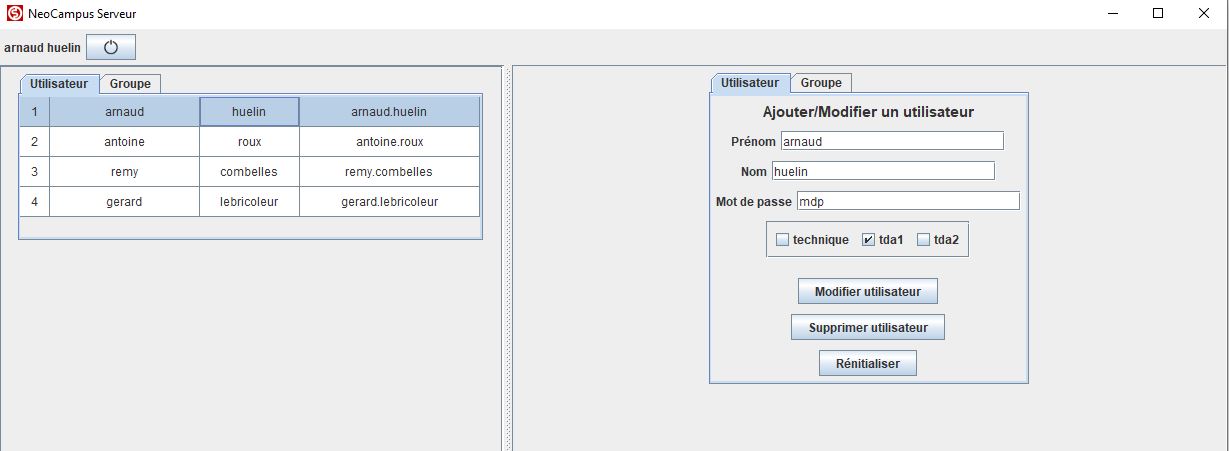 NeoCampus Serveur
arnaud huelin
Utilisateur Groupe
1 arnaud huelin arnaud.huelin
2 antoine roux antoine.roux
3 remy combelles remy.combelles
4 gerard lebricoleur gerard.lebricoleur
Utilisateur Groupe
Ajouter/Modifier un utilisateur
Prénom arnaud
Nom huelin
Mot de passe mdp
technique tda1 tda2
Modifier utilisateur
Supprimer utilisateur
Rénitialiser